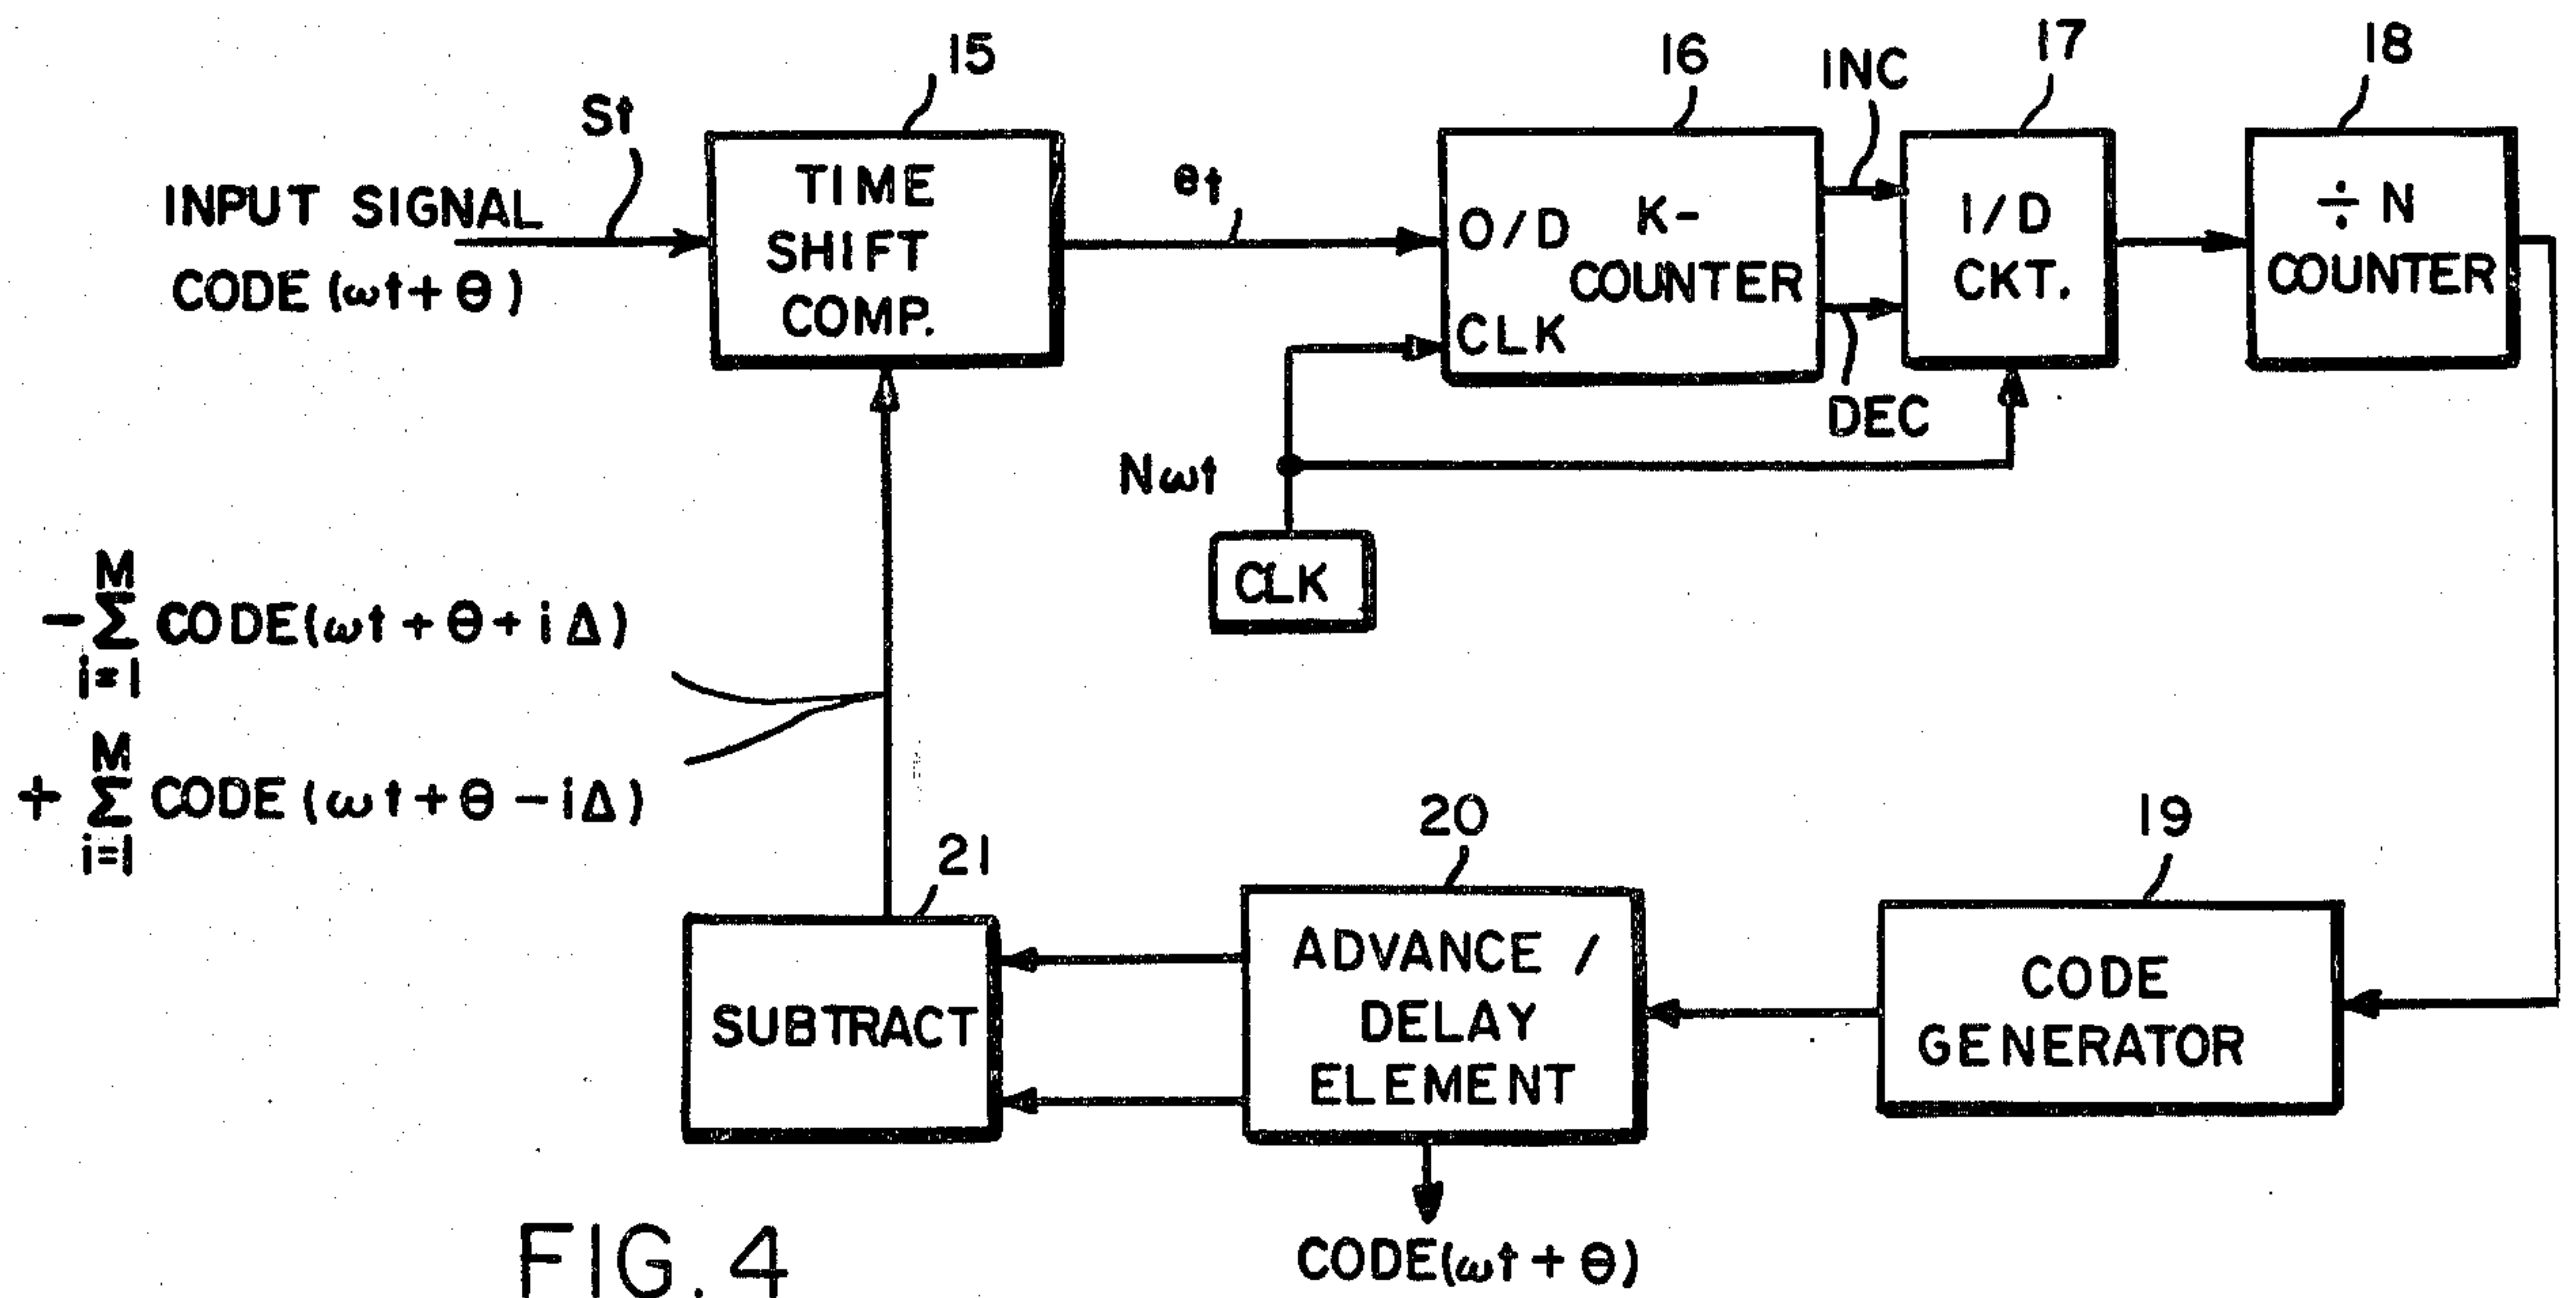 15
16
INC
17
18
St
INPUT SIGNAL
CODE (ωt + θ)
TIME
SHIFT
COMP.
et
O/D
K-
COUNTER
CLK
I/D
CKT.
÷ N
COUNTER
DEC
Nωt
CLK
M
-Σ CODE(ωt + θ + iΔ)
i=1
M
+ Σ CODE (ωt + θ - iΔ)
i=1
21
20
19
SUBTRACT
ADVANCE /
DELAY
ELEMENT
CODE
GENERATOR
CODE(ωt + θ)
FIG. 4